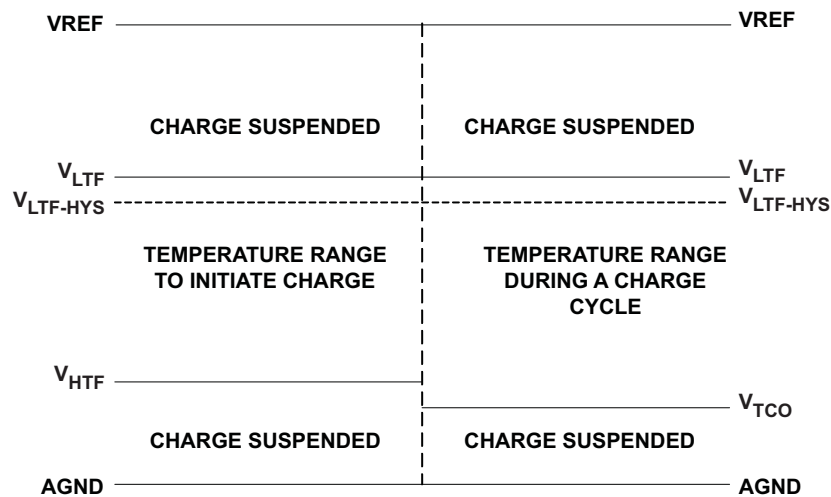 VREF
VREF
CHARGE SUSPENDED
CHARGE SUSPENDED
VLTF
VLTF
VLTF-HYS
VLTF-HYS
TEMPERATURE RANGE
TO INITIATE CHARGE
TEMPERATURE RANGE
DURING A CHARGE
CYCLE
VHTF
VTCO
CHARGE SUSPENDED
CHARGE SUSPENDED
AGND
AGND